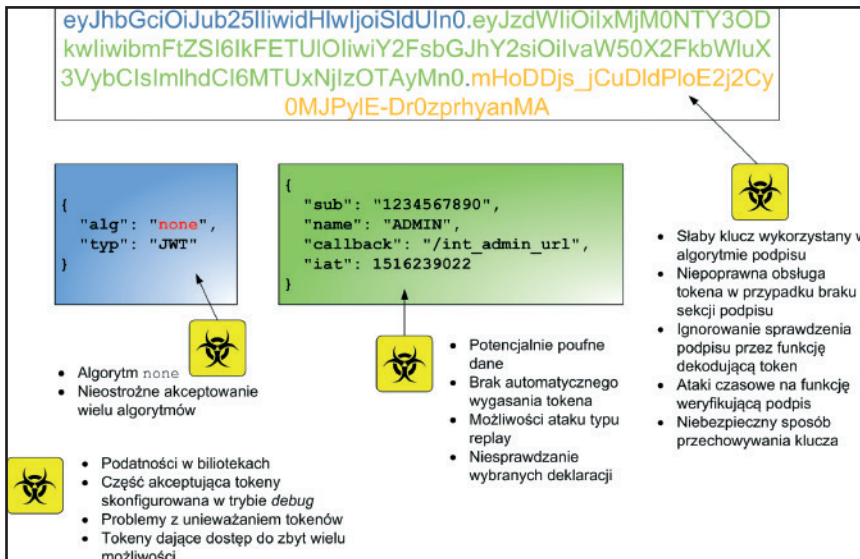 eyJhbGciOiJub25lIiwidHlwIjoiSldUIn0.eyJzdWIiOiIxMjM0NTY3OD
kwIiwibmFtZSI6IkFETUlOIiwiY2FsbGJhY2siOiIvaW50X2FkbWluX
3VybCIsImlhdCI6MTUxNjIzOTAyMn0.mHoDDjs_jCuDIdPIoE2j2Cy
0MJPyIE-Dr0zprhyanMA
{
"alg": "none",
"typ": "JWT"
}
{
"sub": "1234567890",
"name": "ADMIN",
"callback": "/int_admin_url",
"iat": 1516239022
}
• Algorytm none
• Nieostrożne akceptowanie
wielu algorytmów
• Potencjalnie poufne
dane
• Brak automatycznego
wygasania tokena
• Możliwości ataku typu
replay
• Niesprawdzanie
wybranych deklaracji
• Słaby klucz wykorzystany w
algorytmie podpisu
• Niepoprawna obsługa
tokena w przypadku braku
sekcji podpisu
• Ignorowanie sprawdzenia
podpisu przez funkcję
dekodującą token
• Ataki czasowe na funkcję
weryfikującą podpis
• Niebezpieczny sposób
przechowywania klucza
• Podatności w biliotekach
• Część akceptująca tokeny
skonfigurowana w trybie debug
• Problemy z unieważaniem tokenów
• Tokeny dające dostęp do zbyt wielu
możliwości